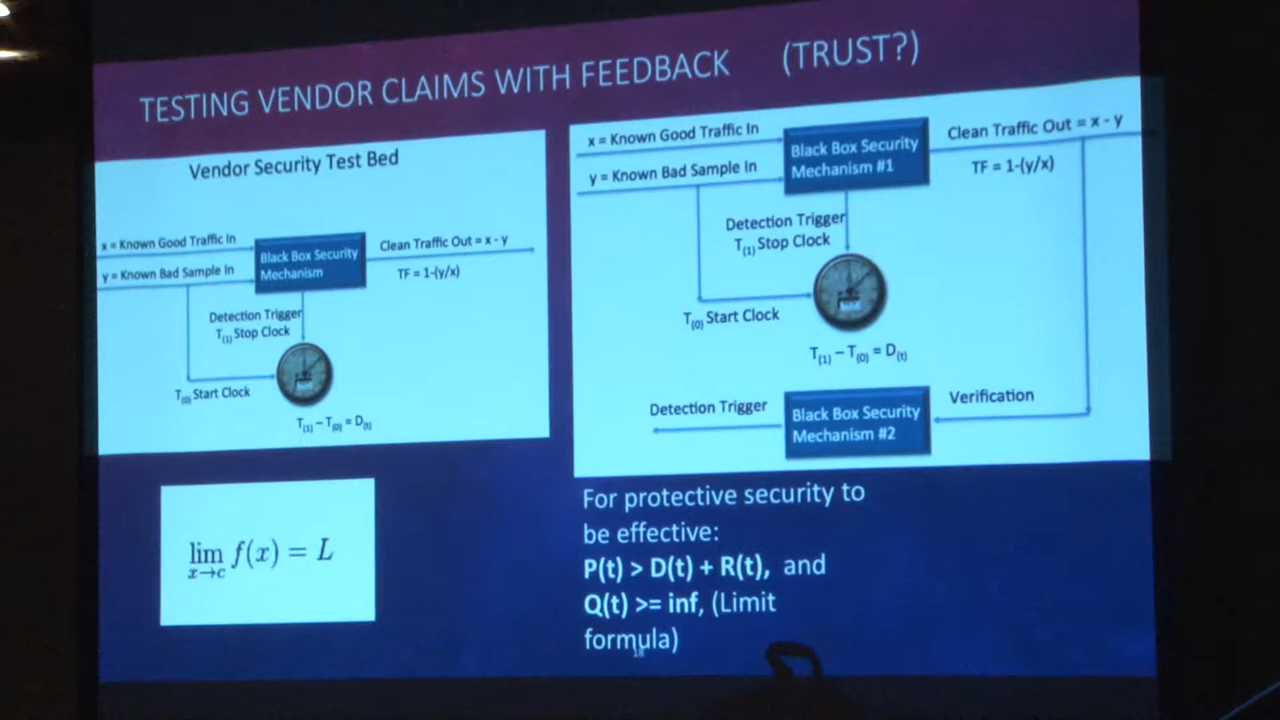 TESTING VENDOR CLAIMS WITH FEEDBACK (TRUST?)
Vendor Security Test Bed
x = Known Good Traffic In
y = Known Bad Sample In
Black Box Security
Mechanism
Clean Traffic Out = x - y
TF = 1-(y/x)
Detection Trigger
T(1) Stop Clock
T(0) Start Clock
T(1) – T(0) = D(t)
x = Known Good Traffic In
y = Known Bad Sample In
Black Box Security
Mechanism #1
Clean Traffic Out = x - y
TF = 1-(y/x)
Detection Trigger
T(1) Stop Clock
T(0) Start Clock
T(1) – T(0) = D(t)
Detection Trigger
Black Box Security
Mechanism #2
Verification
lim f(x) = L
x→c
For protective security to
be effective:
P(t) > D(t) + R(t), and
Q(t) >= inf, (Limit
formula)
18